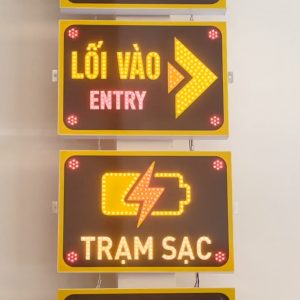 LỐI VÀO
ENTRY
TRẠM SẠC